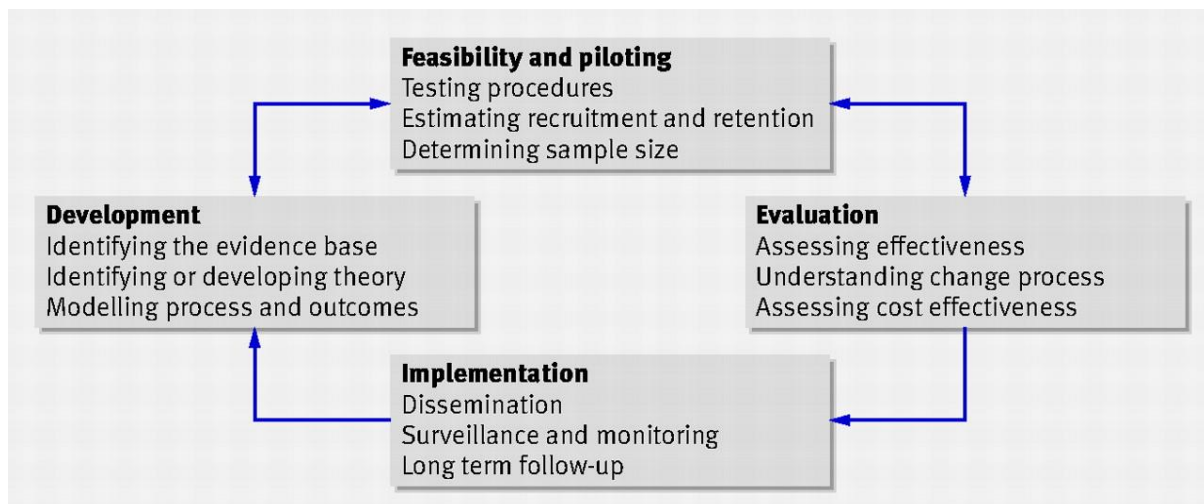 Feasibility and piloting
Testing procedures
Estimating recruitment and retention
Determining sample size
Development
Identifying the evidence base
Identifying or developing theory
Modelling process and outcomes
Evaluation
Assessing effectiveness
Understanding change process
Assessing cost effectiveness
Implementation
Dissemination
Surveillance and monitoring
Long term follow-up